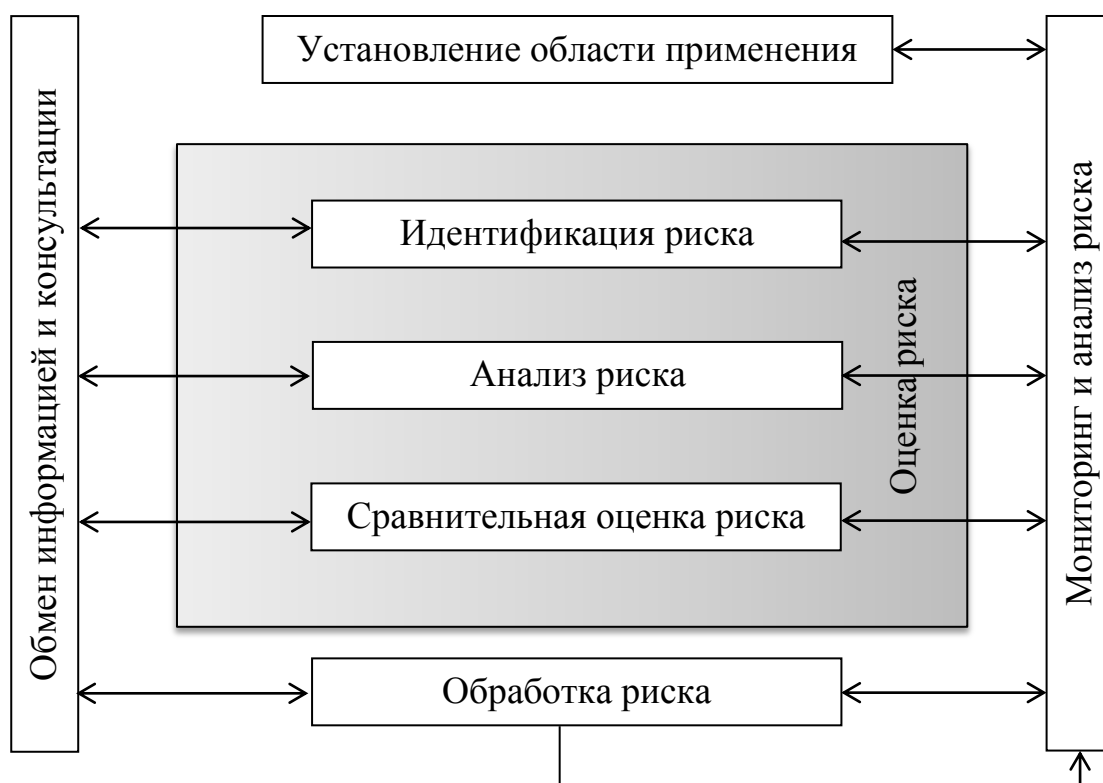 Обмен информацией и консультации
Установление области применения
Идентификация риска
Анализ риска
Сравнительная оценка риска
Оценка риска
Обработка риска
Мониторинг и анализ риска